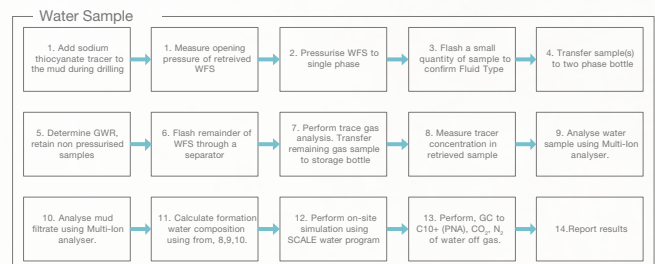 Water Sample
1. Add sodium
thiocyanate tracer to
the mud during drilling
1. Measure opening
pressure of retreived
WFS
2. Pressurise WFS to
single phase
3. Flash a small
quantity of sample to
confirm Fluid Type
4. Transfer sample(s)
to two phase bottle
5. Determine GWR,
retain non pressurised
samples
6. Flash remainder of
WFS through a
separator
7. Perform trace gas
analysis. Transfer
remaining gas sample
to storage bottle
8. Measure tracer
concentration in
retrieved sample
9. Analyse water
sample using Multi-Ion
analyser.
10. Analyse mud
filtrate using Multi-Ion
analyser.
11. Calculate formation
water composition
using from, 8,9,10.
12. Perform on-site
simulation using
SCALE water program
13. Perform, GC to
C10+ (PNA), CO₂, N₂
of water off gas.
14.Report results